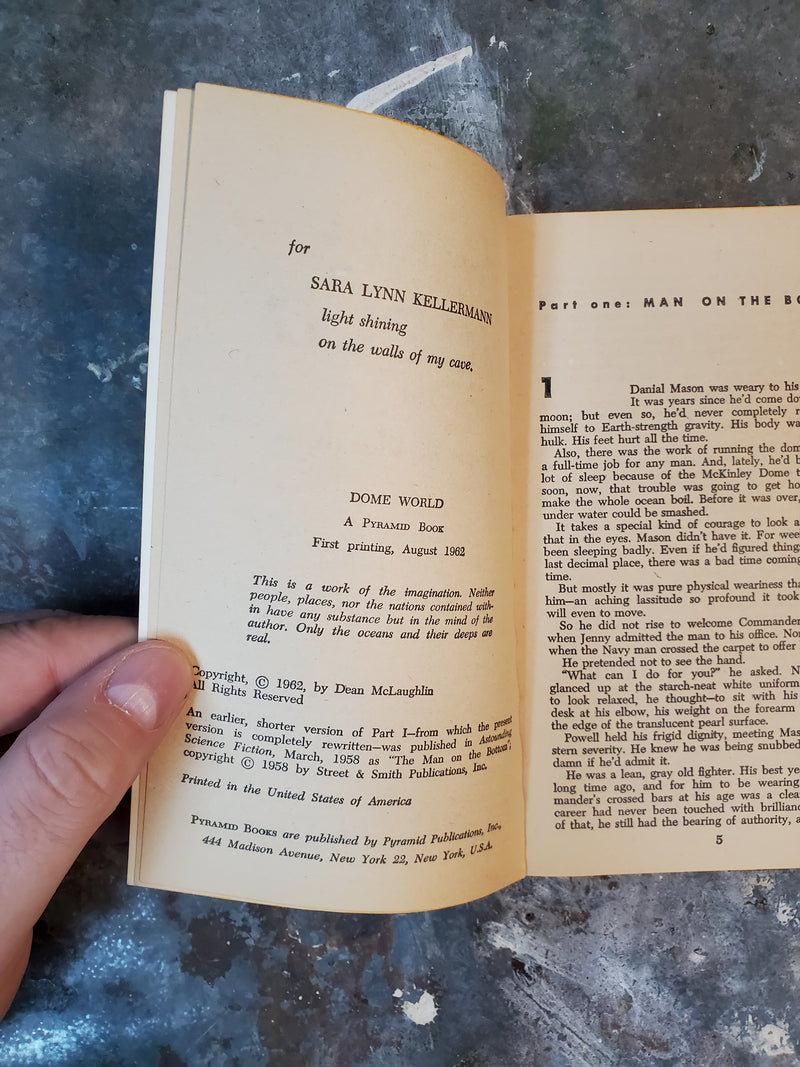 for
SARA LYNN KELLERMANN
light shining
on the walls of my cave.
DOME WORLD
A PYRAMID BOOK
First printing, August 1962
This is a work of the imagination. Neither
people, places, nor the nations contained with-
in have any substance but in the mind of the
author. Only the oceans and their deeps are
real.
Copyright, © 1962, by Dean McLaughlin
All Rights Reserved
An earlier, shorter version of Part I—from which the present
version is completely rewritten—was published in Astounding
Science Fiction, March, 1958 as "The Man on the Bottom";
copyright © 1958 by Street & Smith Publications, Inc.
Printed in the United States of America
PYRAMID BOOKS are published by Pyramid Publications, Inc.,
444 Madison Avenue, New York 22, New York, U.S.A.
Part one: MAN ON THE
1
Danial Mason was weary to his
It was years since he'd come
moon; but even so, he'd never completely
himself to Earth-strength gravity. His body
hulk. His feet hurt all the time.
Also, there was the work of running the
a full-time job for any man. And, lately, he'd
lot of sleep because of the McKinley Dome
soon, now, that trouble was going to get
make the whole ocean boil. Before it was over,
under water could be smashed.
It takes a special kind of courage to look
that in the eyes. Mason didn't have it. For
been sleeping badly. Even if he'd figured
last decimal place, there was a bad time coming
time.
But mostly it was pure physical weariness
him—an aching lassitude so profound it took
will even to move.
So he did not rise to welcome Commander
when Jenny admitted the man to his office.
when the Navy man crossed the carpet to offer
He pretended not to see the hand.
"What can I do for you?" he asked.
glanced up at the starch-neat white uniform
to look relaxed, he thought—to sit with his
desk at his elbow, his weight on the forearm
the edge of the translucent pearl surface.
Powell held his frigid dignity, meeting
stern severity. He knew he was being snubbed
damn if he'd admit it.
He was a lean, gray old fighter. His best
long time ago, and for him to be wearing
mander's crossed bars at his age was a
career had never been touched with
of that, he still had the bearing of authority,
5